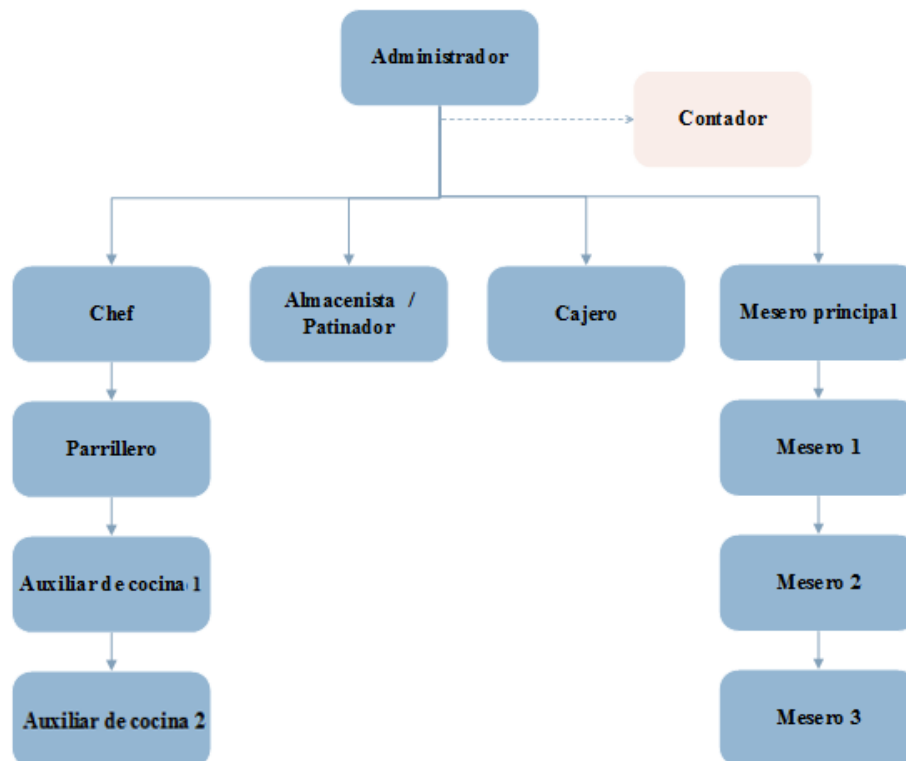 Administrador
Contador
Chef
Almacenista /
Patinador
Cajero
Mesero principal
Parrillero
Mesero 1
Auxiliar de cocina 1
Mesero 2
Auxiliar de cocina 2
Mesero 3